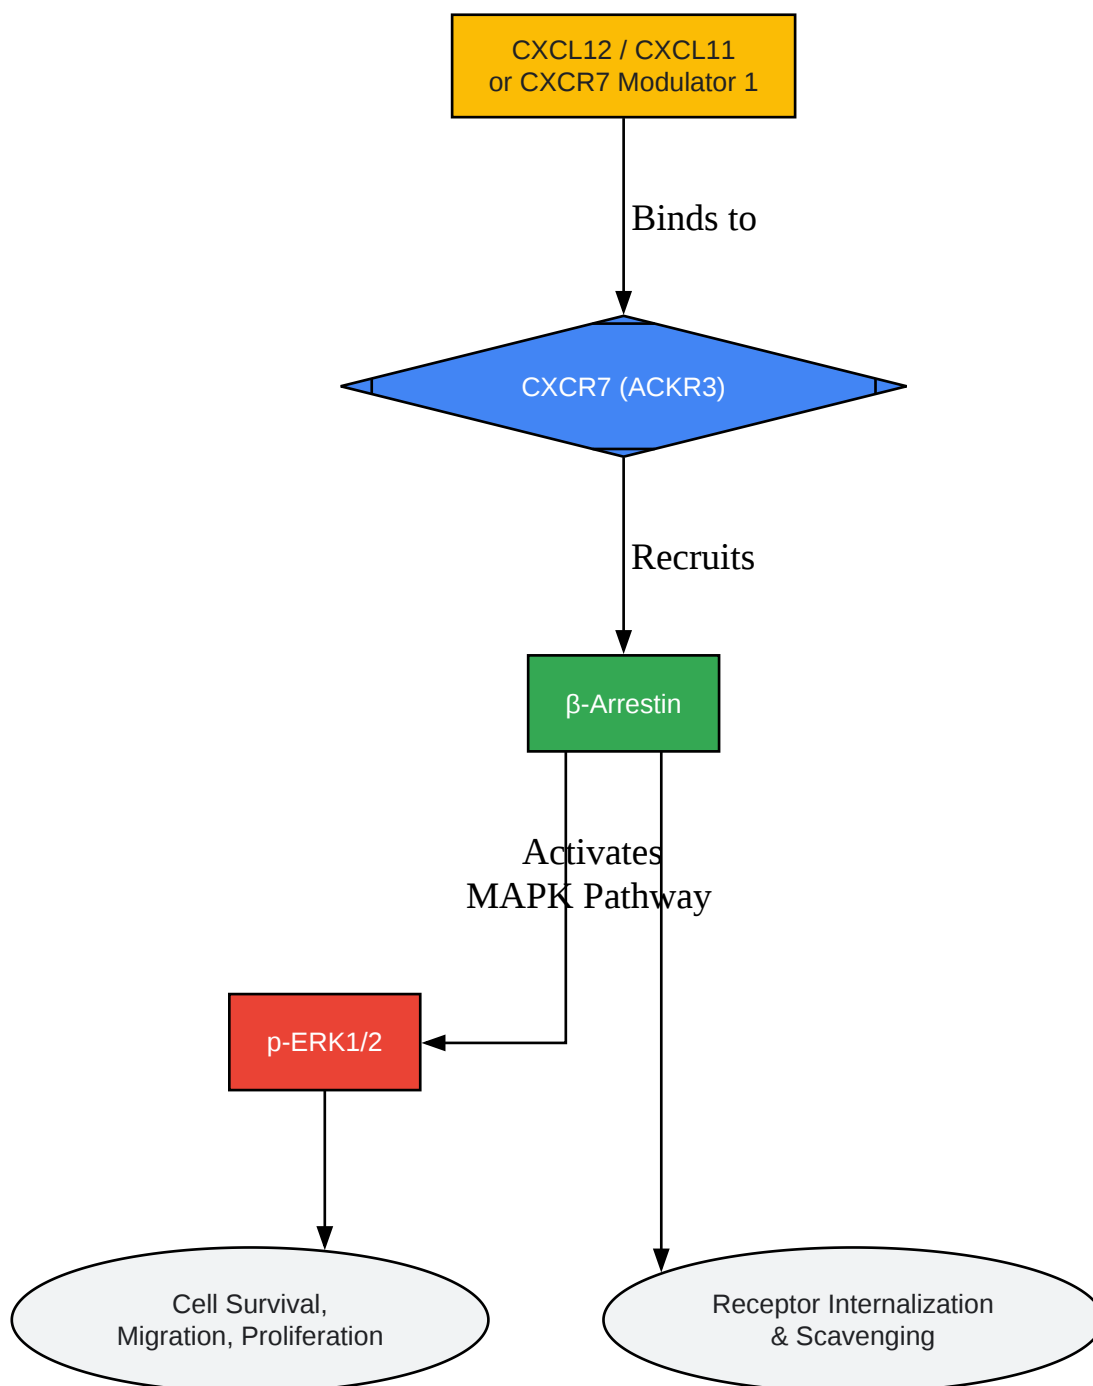 CXCL12 / CXCL11
or CXCR7 Modulator 1
Binds to
CXCR7 (ACKR3)
Recruits
β-Arrestin
Activates
MAPK Pathway
p-ERK1/2
Cell Survival,
Migration, Proliferation
Receptor Internalization
& Scavenging